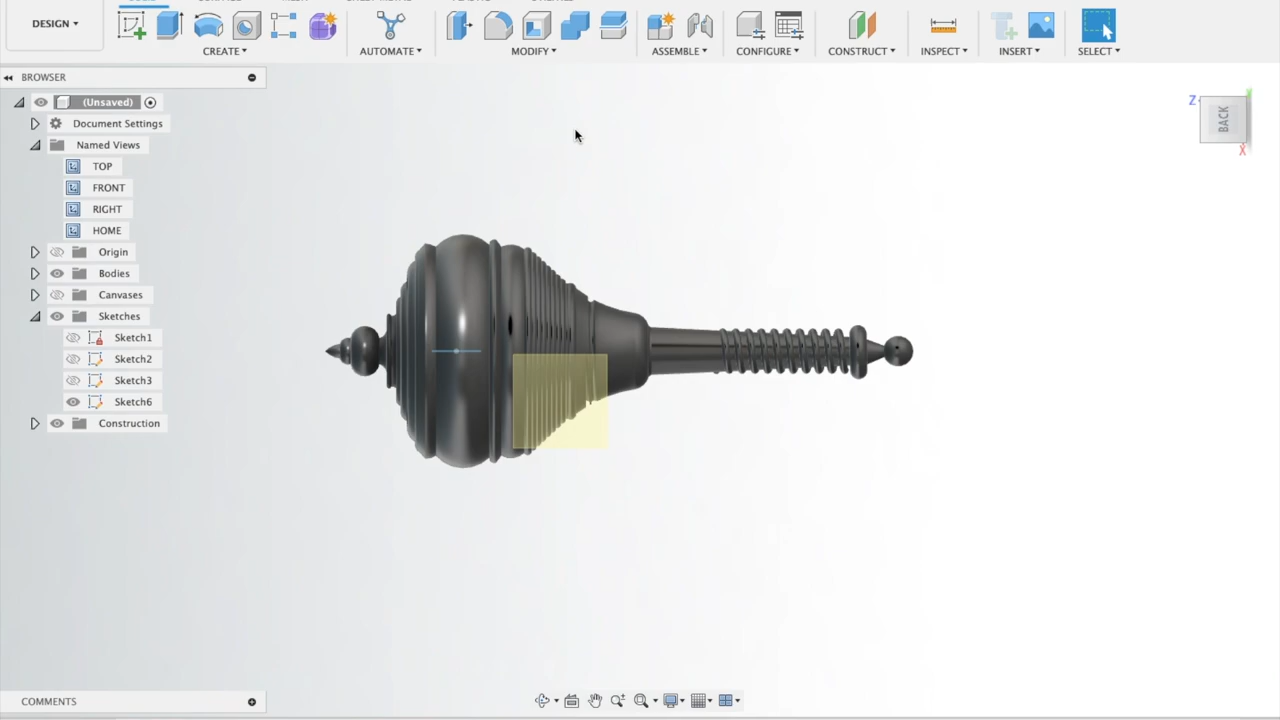 DESIGN
CREATE
AUTOMATE
MODIFY
ASSEMBLE
CONFIGURE
CONSTRUCT
INSPECT
INSERT
SELECT
BROWSER
(Unsaved)
Document Settings
Named Views
TOP
FRONT
RIGHT
HOME
Origin
Bodies
Canvases
Sketches
Sketch1
Sketch2
Sketch3
Sketch6
Construction
Z
BACK
X
COMMENTS